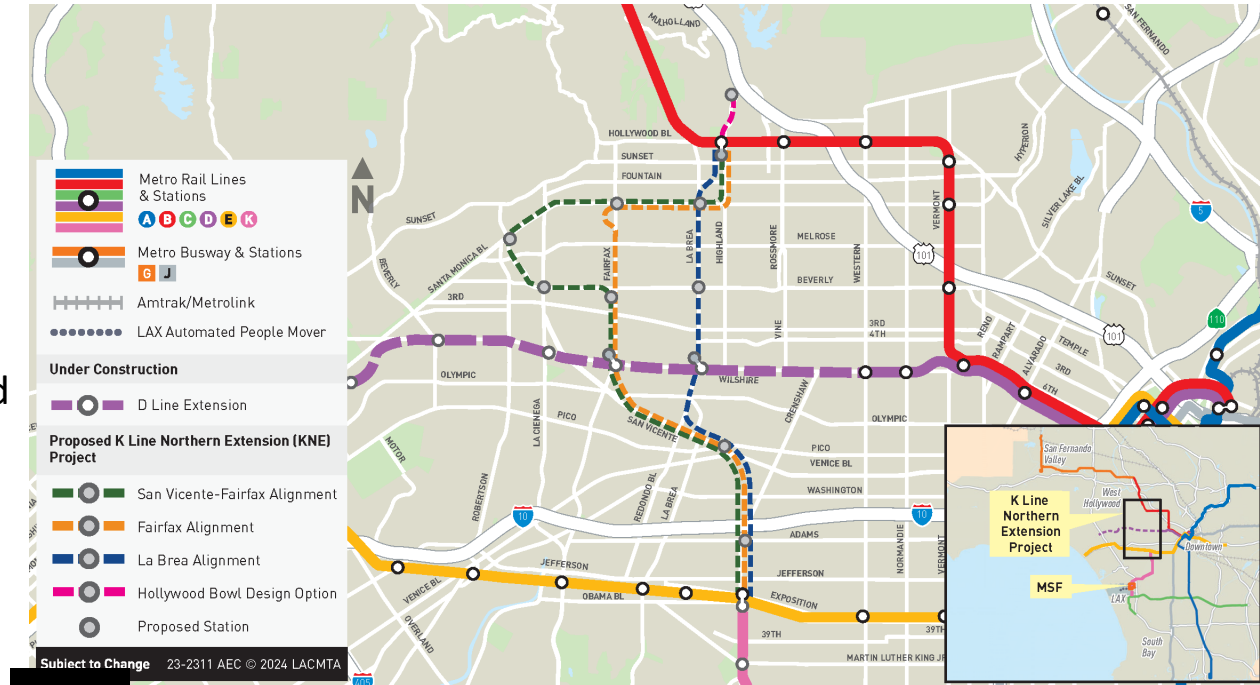 MULHOLLAND
SAN FERNANDO
HOLLYWOOD BL
SUNSET
FOUNTAIN
HYPERION
SILVER LAKE BL
VERMONT
5
N
SUNSET
SANTA MONICA BL
BEVERLY
FAIRFAX
LA BREA
HIGHLAND
ROSSMORE
MELROSE
WESTERN
101
BEVERLY
3RD
SUNSET
110
VINE
3RD
4TH
RENO
RAMPART
ALVARADO
TEMPLE
101
3RD
6TH
OLYMPIC
WILSHIRE
CRENSHAW
OLYMPIC
LA CIENEGA
PICO
SAN VICENTE
PICO
VENICE BL
MOTOR
ROBERTSON
REDONDO BL
LA BREA
WASHINGTON
10
10
ADAMS
NORMANDIE
VERMONT
JEFFERSON
JEFFERSON
VENICE BL
OBAMA BL
EXPOSITION
OVERLAND
39TH
39TH
MARTIN LUTHER KING JR
405
Metro Rail Lines
& Stations
A B C D E K
Metro Busway & Stations
G J
Amtrak/Metrolink
LAX Automated People Mover
Under Construction
D Line Extension
Proposed K Line Northern Extension (KNE)
Project
San Vicente-Fairfax Alignment
Fairfax Alignment
La Brea Alignment
Hollywood Bowl Design Option
Proposed Station
Subject to Change 23-2311 AEC © 2024 LACMTA
San Fernando
Valley
West
Hollywood
K Line
Northern
Extension
Project
Downtown
MSF
LAX
South
Bay